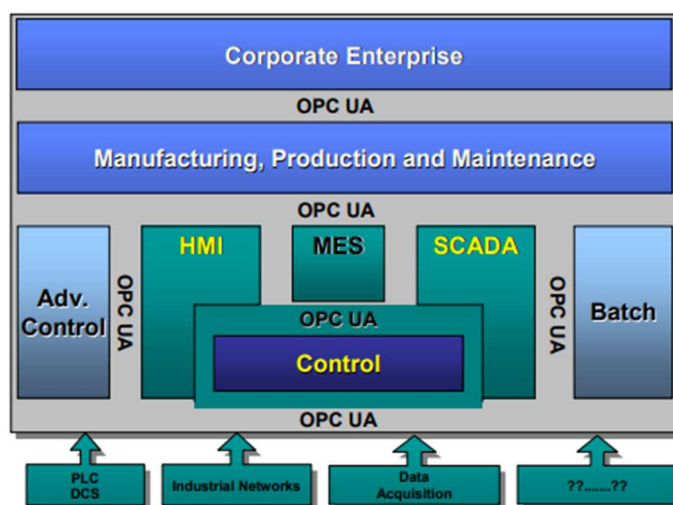 Corporate Enterprise
OPC UA
Manufacturing, Production and Maintenance
OPC UA
HMI
MES
SCADA
Adv.
Control
OPC UA
OPC UA
Control
OPC UA
Batch
OPC UA
PLC
DCS
Industrial Networks
Data
Acquisition
??.......??